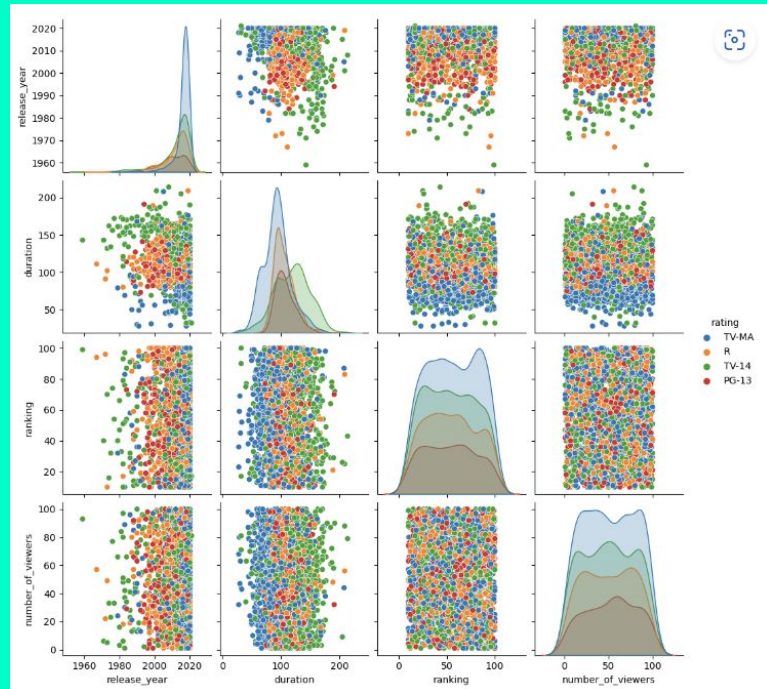 2020
2010
2000
1990
1980
1970
1960
release_year
200
150
100
50
duration
100
80
60
40
20
ranking
100
80
60
40
20
0
number_of_viewers
1960 1980 2000 2020
release_year
0 100 200
duration
0 50 100
ranking
0 50 100
number_of_viewers
rating
TV-MA
R
TV-14
PG-13